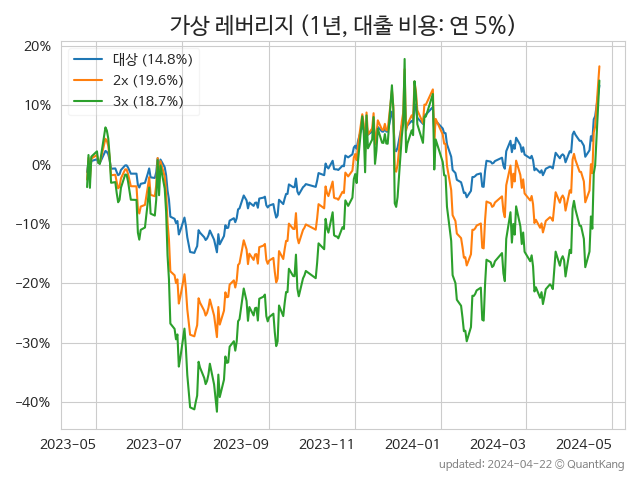 가상 레버리지 (1년, 대출 비용: 연 5%)
20%
10%
0%
−10%
−20%
−30%
−40%
대상 (14.8%)
2x (19.6%)
3x (18.7%)
2023-05
2023-07
2023-09
2023-11
2024-01
2024-03
2024-05
updated: 2024-04-22 © QuantKang